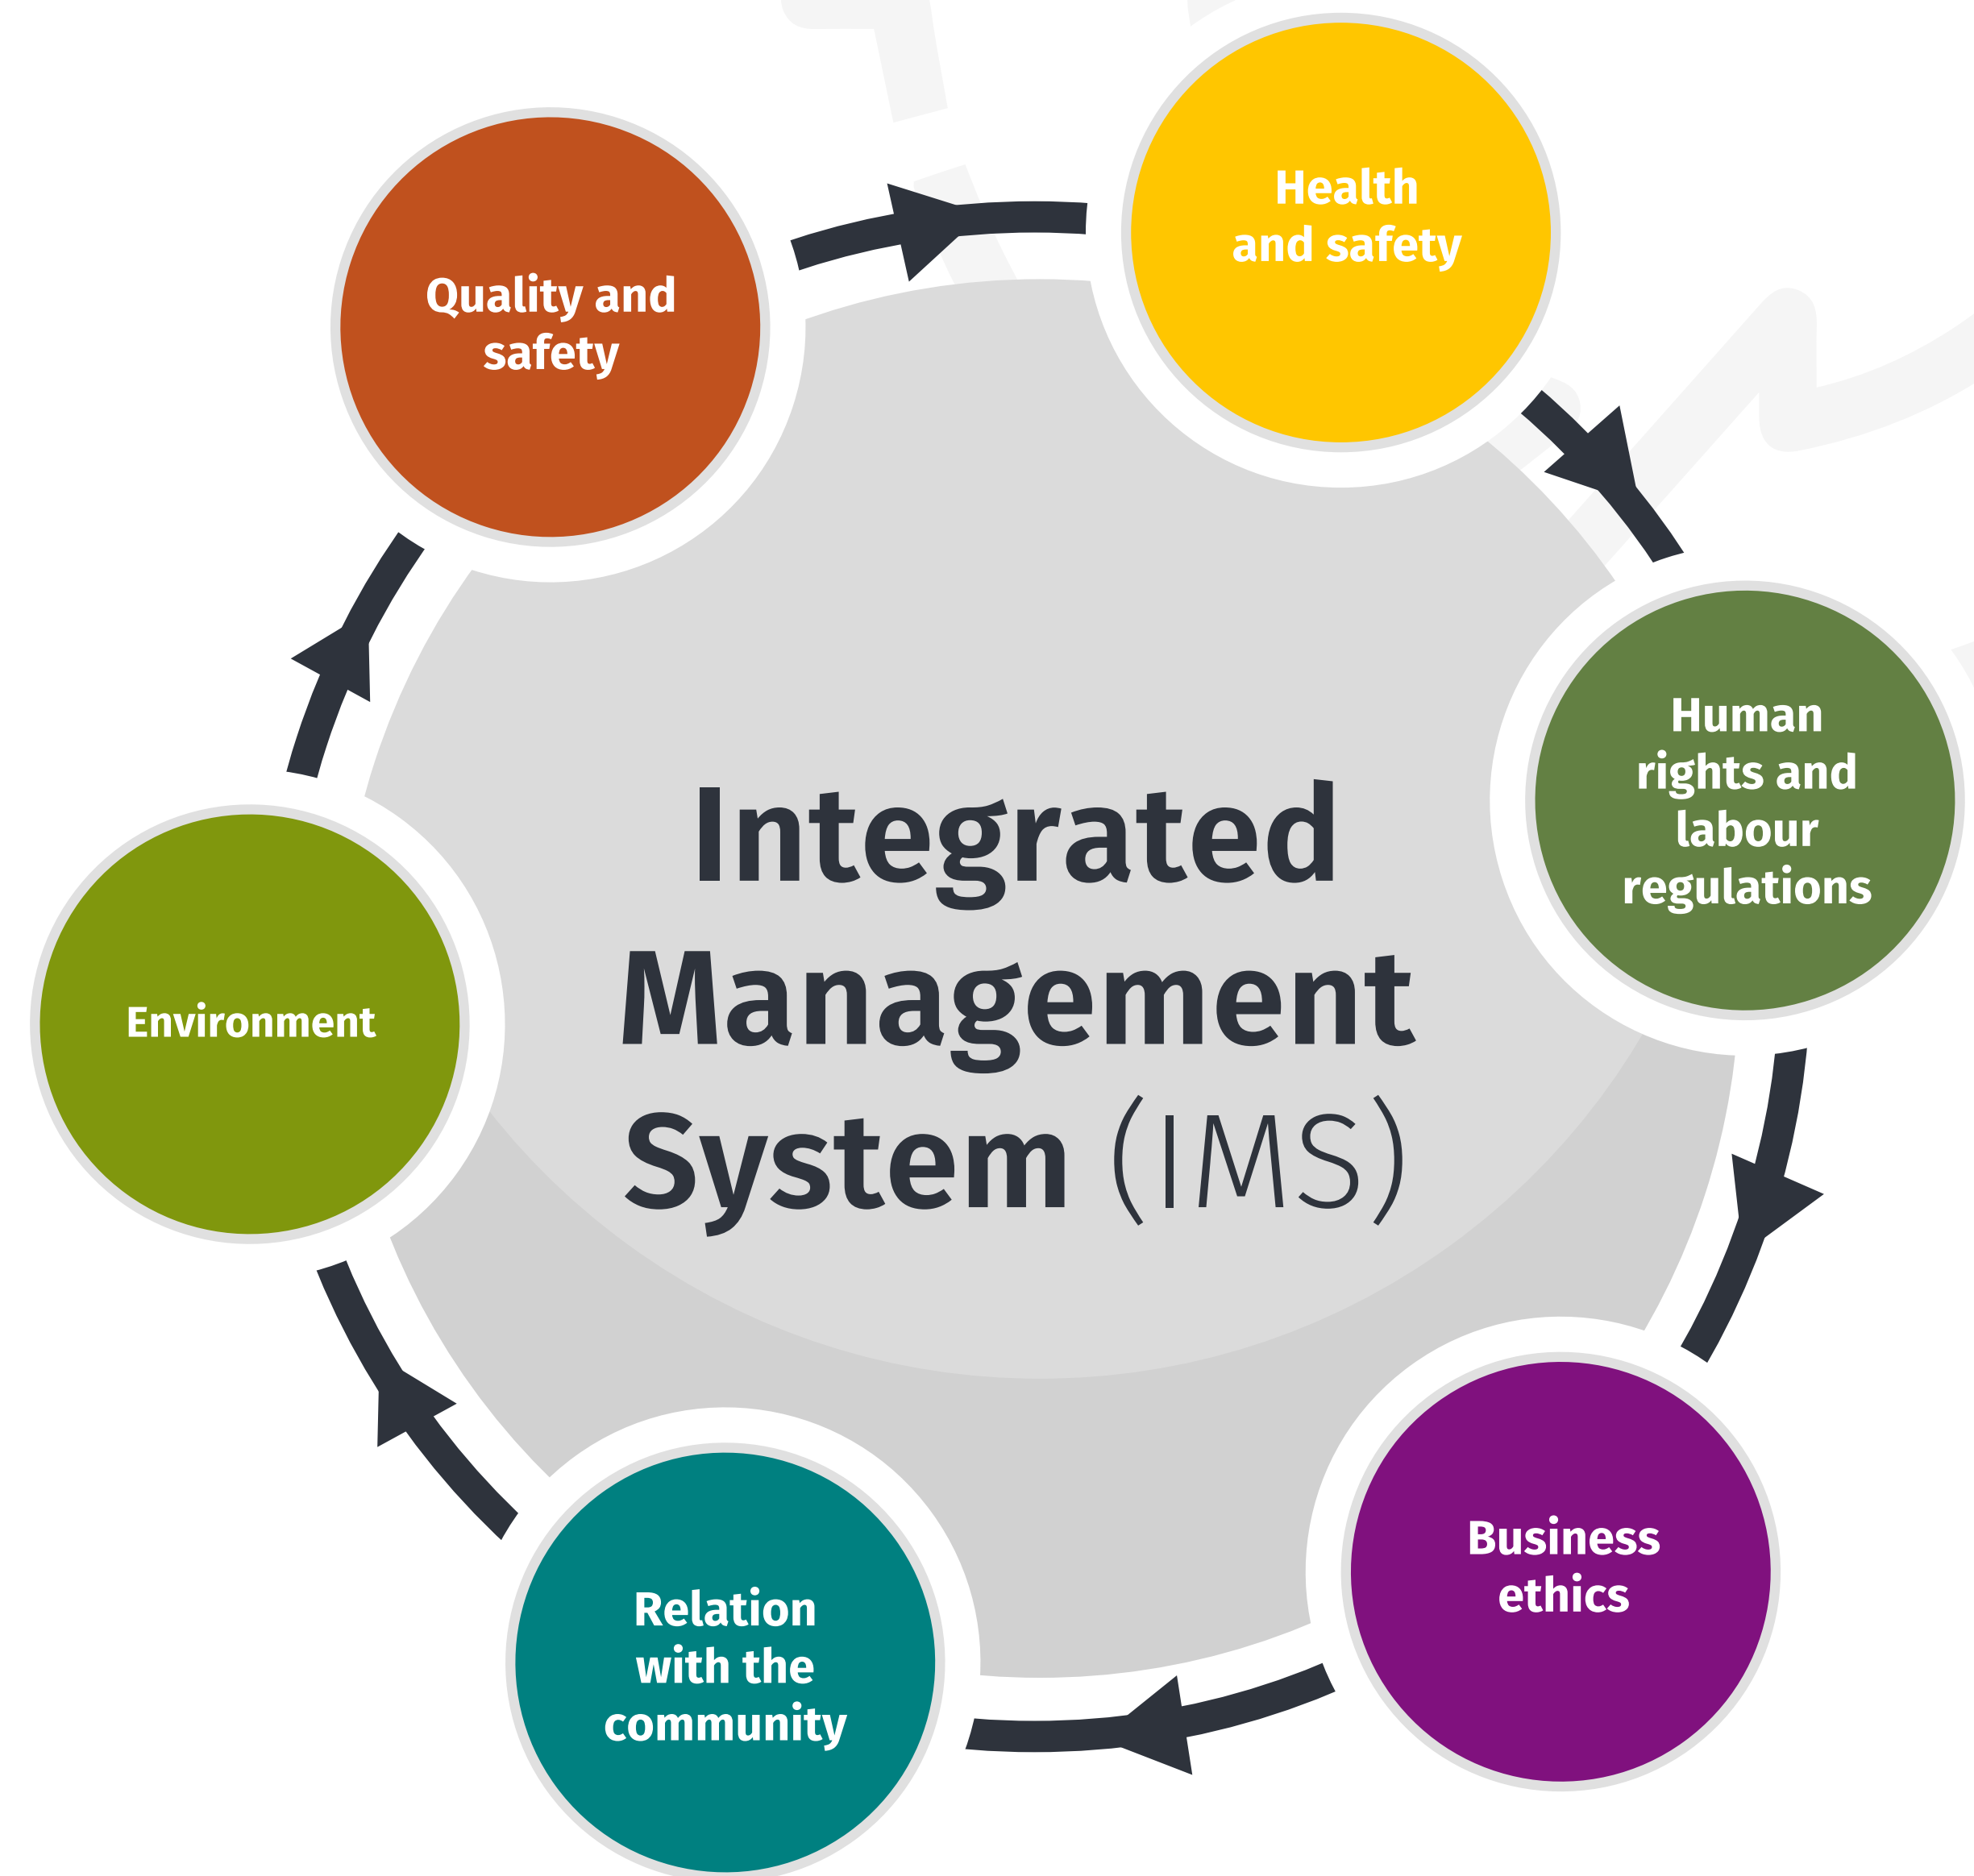 Health
and safety
Quality and
safety
Human
rights and
labour
regulations
Integrated
Management
System (IMS)
Environment
Business
ethics
Relation
with the
community